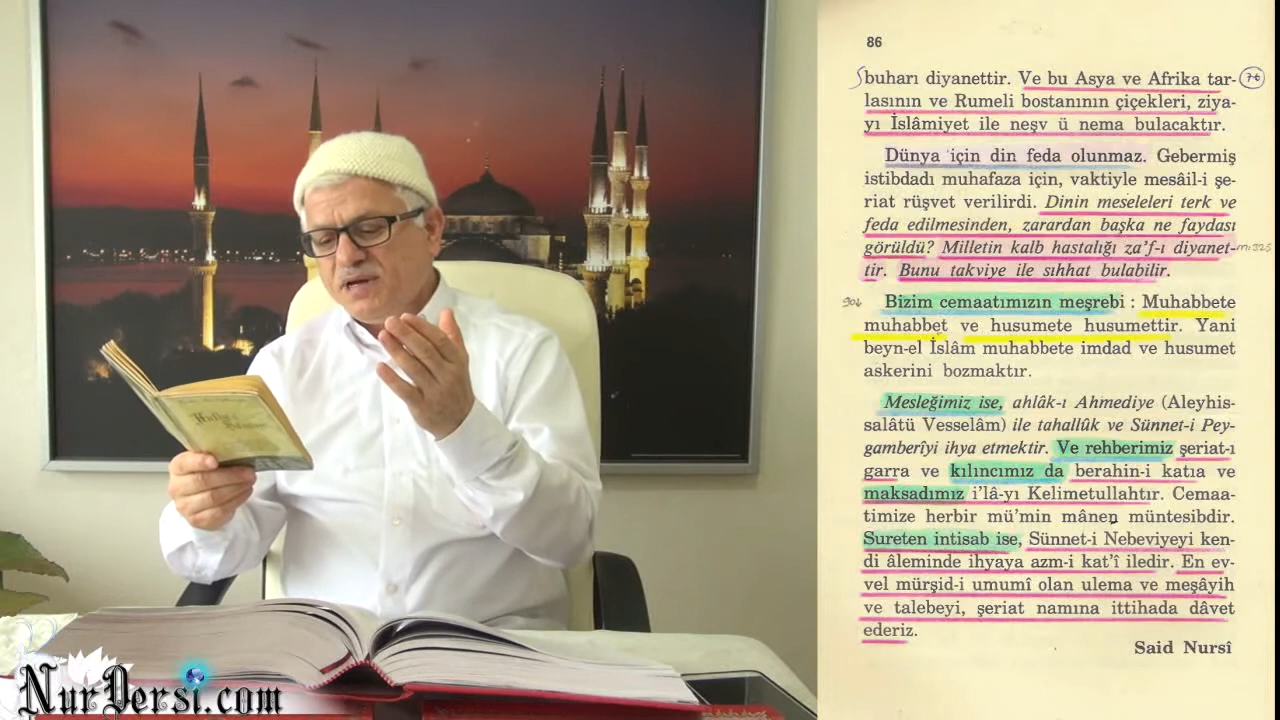 86
buharı diyanettir. Ve bu Asya ve Afrika tar-
lasının ve Rumeli bostanının çiçekleri, ziya-
yı İslâmiyet ile neşv ü nema bulacaktır.
76
Dünya için din feda olunmaz. Gebermiş
istibdadı muhafaza için, vaktiyle mesâil-i şe-
riat rüşvet verilirdi. Dinin meseleleri terk ve
feda edilmesinden, zarardan başka ne faydası
görüldü? Milletin kalb hastalığı za'f-ı diyanet-
tir. Bunu takviye ile sıhhat bulabilir.
Bizim cemaatımızın meşrebi : Muhabbete
muhabbet ve husumete husumettir. Yani
beyn-el İslâm muhabbete imdad ve husumet
askerini bozmaktır.
Mesleğimiz ise, ahlâk-ı Ahmediye (Aleyhis-
salâtü Vesselâm) ile tahallûk ve Sünnet-i Pey-
gamberîyi ihya etmektir. Ve rehberimiz şeriat-ı
garra ve kılıncımız da berahin-i katıa ve
maksadımız i'lâ-yı Kelimetullahtır. Cemaa-
timize herbir mü'min mânen müntesibdir.
Sureten intisab ise, Sünnet-i Nebeviyeyi ken-
di âleminde ihyaya azm-i kat'î iledir. En ev-
vel mürşid-i umumî olan ulema ve meşâyih
ve talebeyi, şeriat namına ittihada dâvet
ederiz.
Said Nursî
NurDersi.com